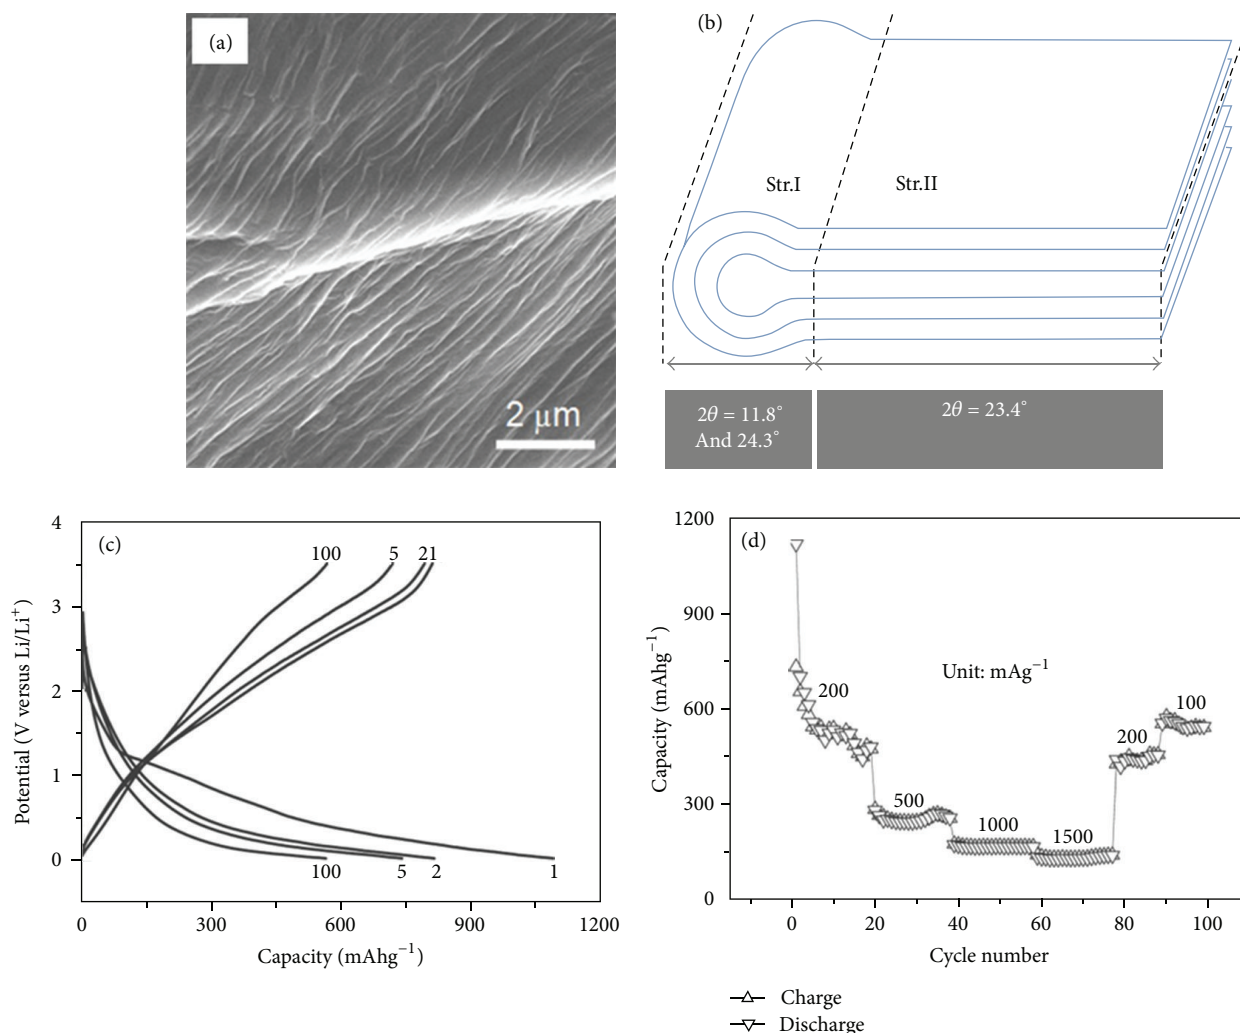 (a)
2 μm
(b)
Str.I
Str.II
2θ = 11.8°
And 24.3°
2θ = 23.4°
(c)
Potential (V versus Li/Li⁺)
4
3
2
1
0
100
5
21
100
5
2
1
0
300
600
900
1200
Capacity (mAhg⁻¹)
(d)
Capacity (mAhg⁻¹)
1200
900
600
300
0
Unit: mAg⁻¹
200
500
1000
1500
200
100
0
20
40
60
80
100
Cycle number
Charge
Discharge